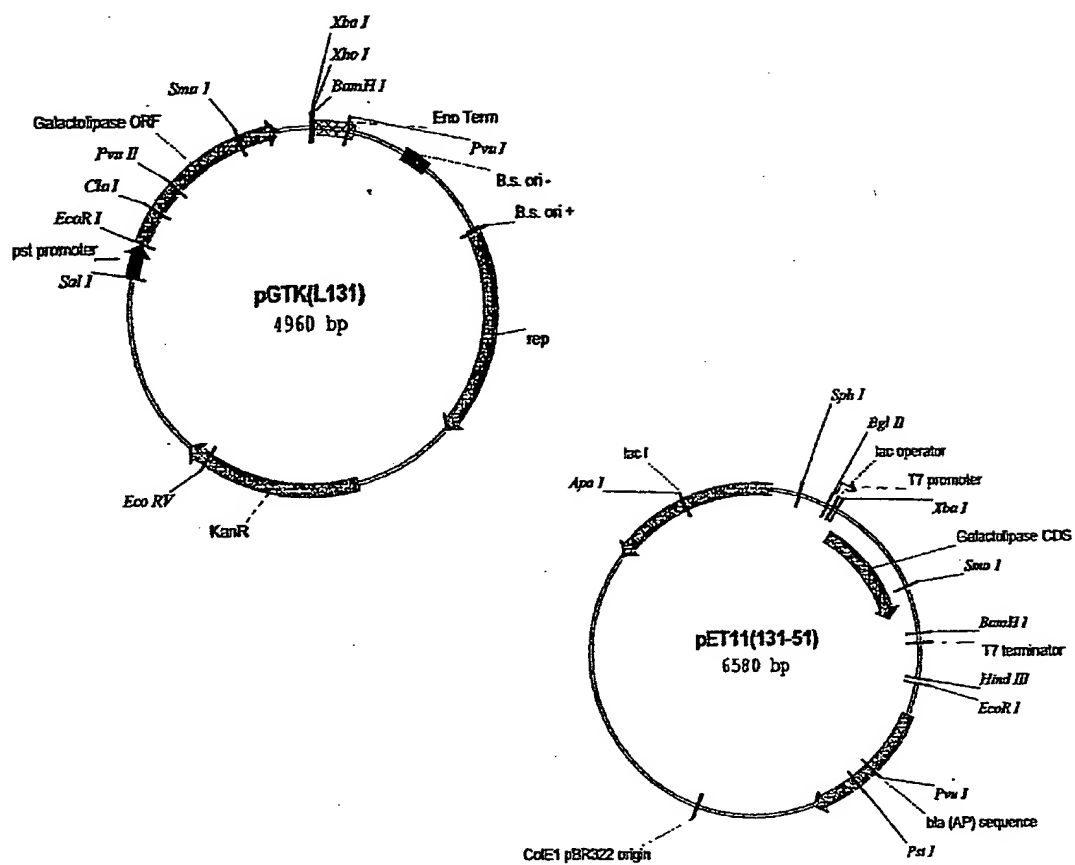 Xba I
Xho I
BamH I
Sma I
Eno Term
Galactolipase ORF
Pvu I
Pvu II
B.s. ori -
Cla I
B.s. ori +
EcoR I
pst promoter
Sal I
pGTK(L131)
4960 bp
rep
Eco RV
KanR
Sph I
Bgl II
lac operator
lac I
T7 promoter
Apa I
Xba I
Galactolipase CDS
Sma I
BamH I
pET11(131-51)
T7 terminator
6580 bp
Hind III
EcoR I
Pvu I
bla (AP) sequence
Pst I
ColE1 pBR322 origin